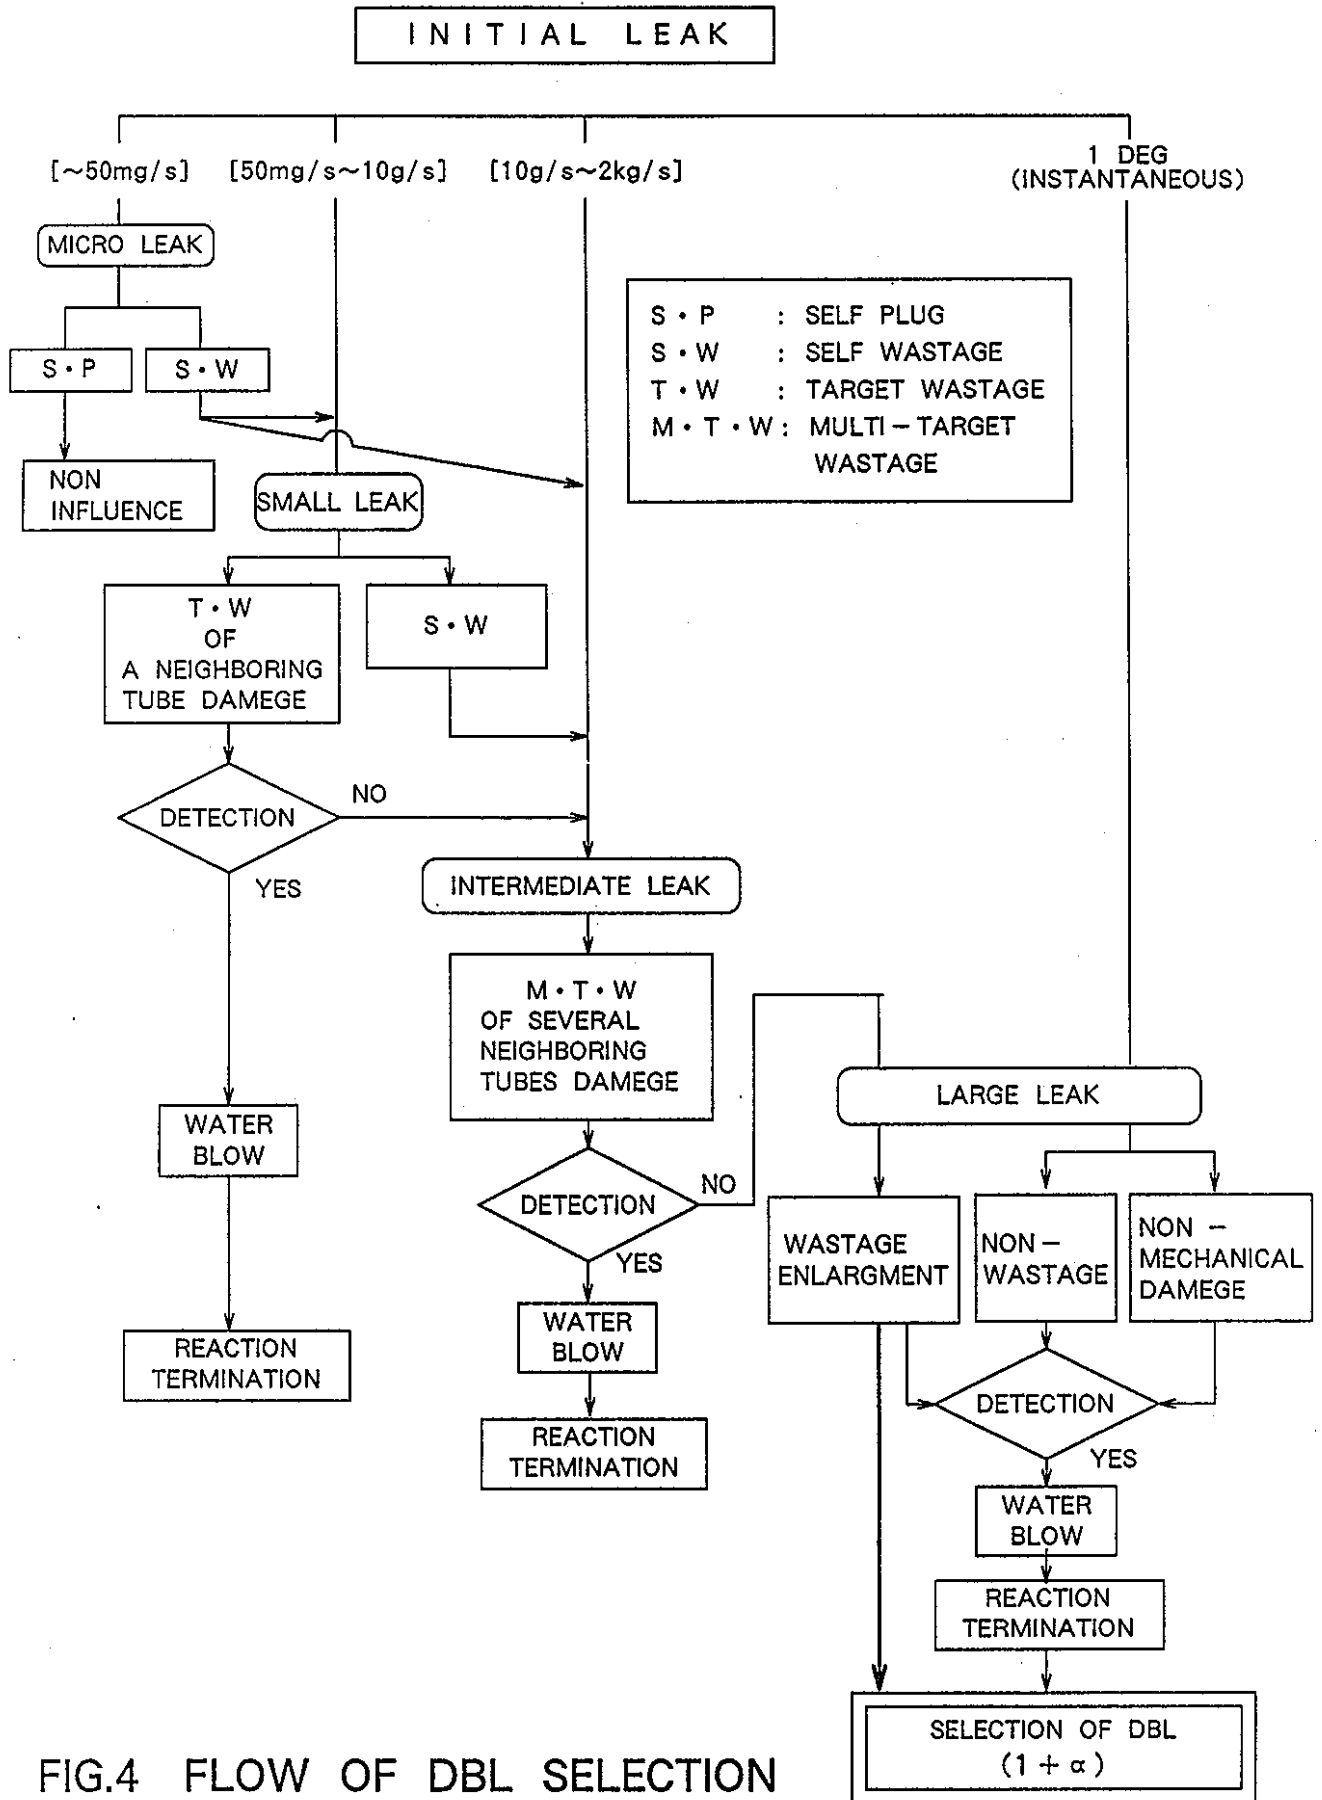 INITIAL LEAK
[~50mg/s]
[50mg/s~10g/s]
[10g/s~2kg/s]
1 DEG
(INSTANTANEOUS)
MICRO LEAK
S・P
S・W
NON
INFLUENCE
S・P : SELF PLUG
S・W : SELF WASTAGE
T・W : TARGET WASTAGE
M・T・W: MULTI-TARGET
WASTAGE
SMALL LEAK
T・W
OF
A NEIGHBORING
TUBE DAMEGE
S・W
DETECTION
NO
YES
INTERMEDIATE LEAK
M・T・W
OF SEVERAL
NEIGHBORING
TUBES DAMEGE
WATER
BLOW
REACTION
TERMINATION
DETECTION
NO
YES
WATER
BLOW
REACTION
TERMINATION
LARGE LEAK
WASTAGE
ENLARGMENT
NON-
WASTAGE
NON-
MECHANICAL
DAMEGE
DETECTION
YES
WATER
BLOW
REACTION
TERMINATION
SELECTION OF DBL
(1+α)
FIG.4 FLOW OF DBL SELECTION